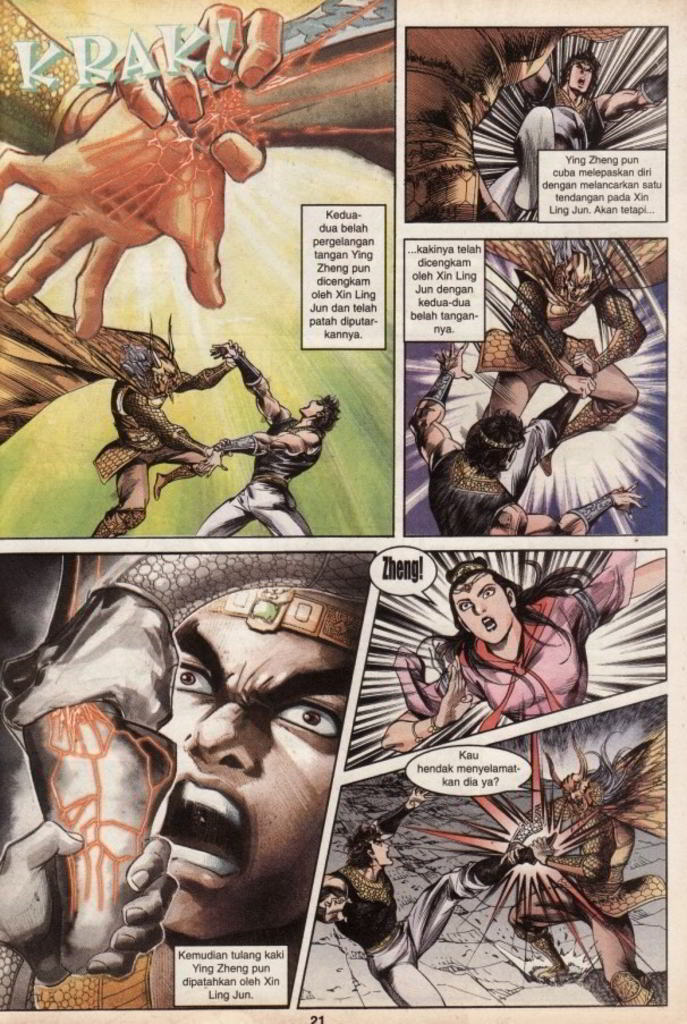 KRAK!
Kedua-
dua belah
pergelangan
tangan Ying
Zheng pun
dicengkam
oleh Xin Ling
Jun dan telah
patah diputar-
kannya.
Ying Zheng pun
cuba melepaskan diri
dengan melancarkan satu
tendangan pada Xin
Ling Jun. Akan tetapi...
...kakinya telah
dicengkam
oleh Xin Ling
Jun dengan
kedua-dua
belah tangan-
nya.
Kemudian tulang kaki
Ying Zheng pun
dipatahkan oleh Xin
Ling Jun.
Zheng!
Kau
hendak menyelamat-
kan dia ya?
21